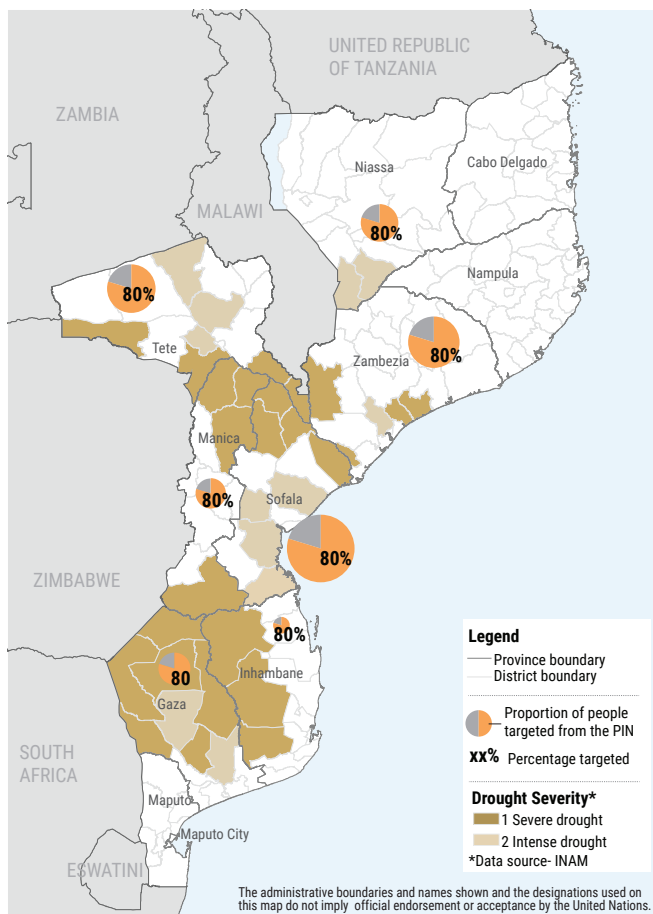 UNITED REPUBLIC
OF TANZANIA
ZAMBIA
Cabo Delgado
Niassa
MALAWI
80%
Nampula
80%
80%
Tete
Zambezia
Manica
80%
Sofala
80%
ZIMBABWE
80%
80
Inhambane
Gaza
SOUTH
AFRICA
Maputo
Maputo City
ESWATINI
Legend
Province boundary
District boundary
Proportion of people
targeted from the PIN
xx% Percentage targeted
Drought Severity*
1 Severe drought
2 Intense drought
*Data source- INAM
The administrative boundaries and names shown and the designations used on
this map do not imply official endorsement or acceptance by the United Nations.